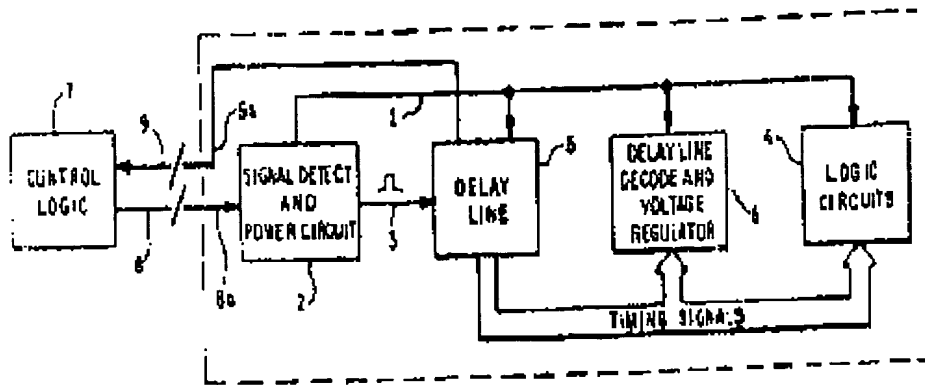 7
CONTROL
LOGIC
9
9a
8
8a
SIGNAL DETECT
AND
POWER CIRCUIT
2
1
3
DELAY
LINE
5
DELAY LINE
DECODE AND
VOLTAGE
REGULATOR
6
LOGIC
CIRCUITS
4
TIMING SIGNALS